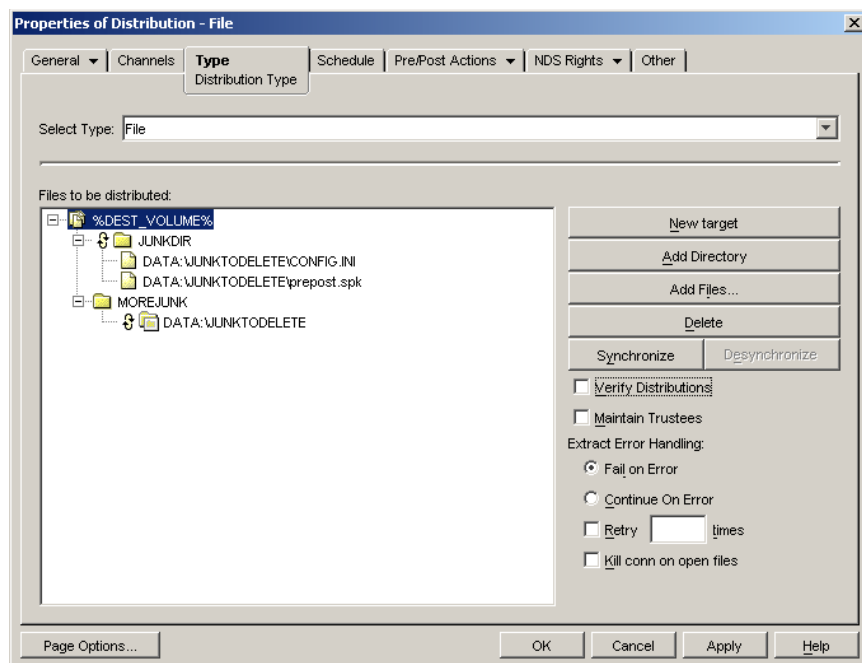 Properties of Distribution - File
General Channels Type Schedule Pre/Post Actions NDS Rights Other
Distribution Type
Select Type: File
Files to be distributed:
%DEST_VOLUME%
JUNKDIR
DATA:\JUNKTODELETE\CONFIG.INI
DATA:\JUNKTODELETE\prepost.spk
MOREJUNK
DATA:\JUNKTODELETE
New target
Add Directory
Add Files...
Delete
Synchronize Desynchronize
Verify Distributions
Maintain Trustees
Extract Error Handling:
Fail on Error
Continue On Error
Retry times
Kill conn on open files
Page Options... OK Cancel Apply Help